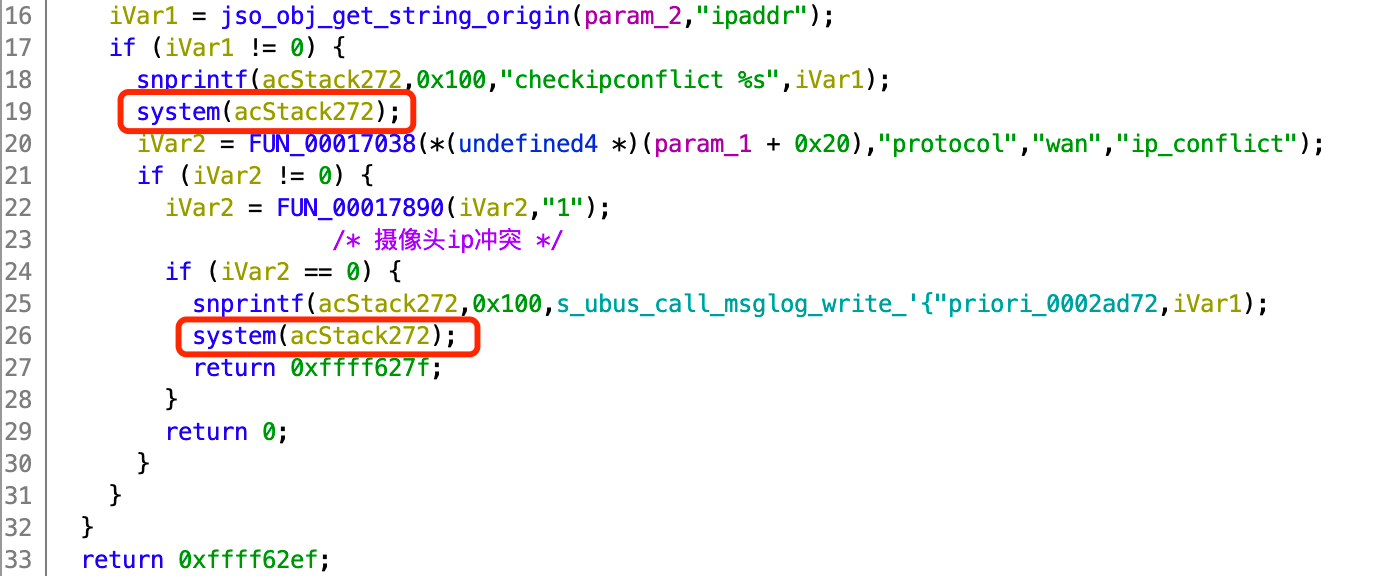 16 iVar1 = jso_obj_get_string_origin(param_2,"ipaddr");
17 if (iVar1 != 0) {
18 snprintf(acStack272,0x100,"checkipconflict %s",iVar1);
19 system(acStack272);
20 iVar2 = FUN_00017038(*(undefined4 *)(param_1 + 0x20),"protocol","wan","ip_conflict");
21 if (iVar2 != 0) {
22 iVar2 = FUN_00017890(iVar2,"1");
23 /* 摄像头ip冲突 */
24 if (iVar2 == 0) {
25 snprintf(acStack272,0x100,s_ubus_call_msglog_write_'{"priori_0002ad72,iVar1);
26 system(acStack272);
27 return 0xffff627f;
28 }
29 return 0;
30 }
31 }
32 }
33 return 0xffff62ef;